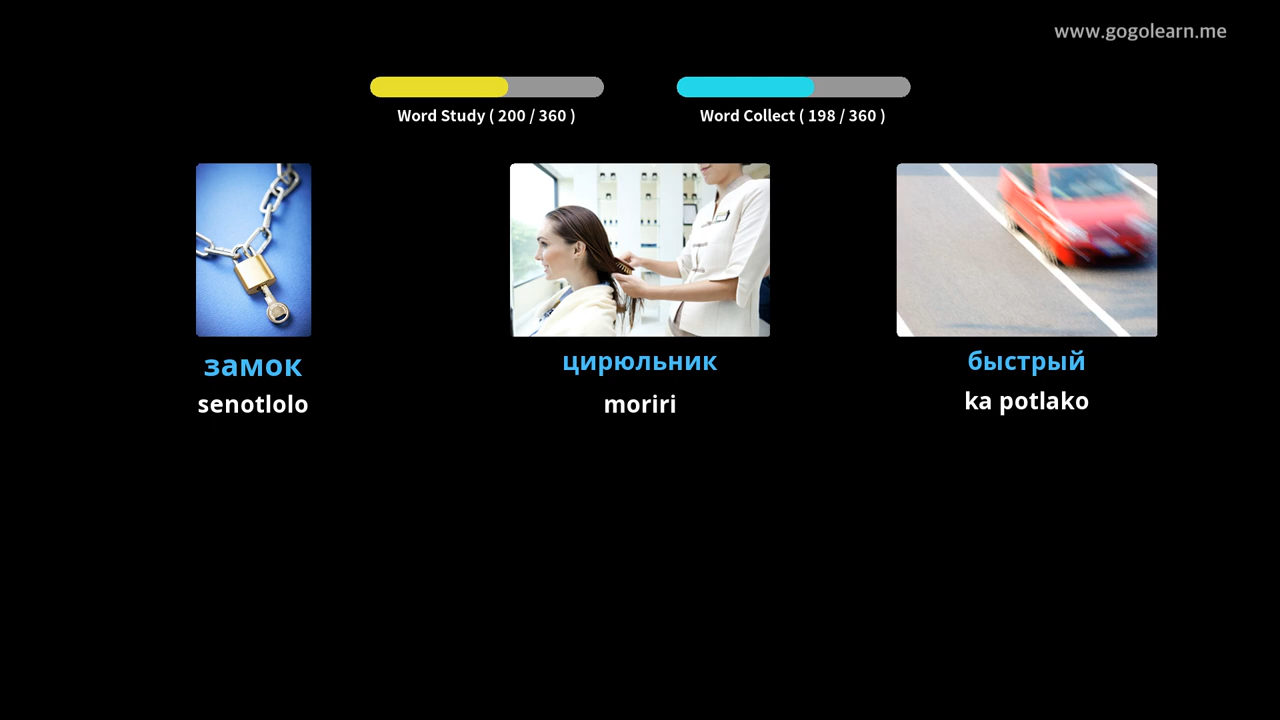 www.gogolearn.me
Word Study ( 200 / 360 )
Word Collect ( 198 / 360 )
замок
senotlolo
цирюльник
moriri
быстрый
ka potlako